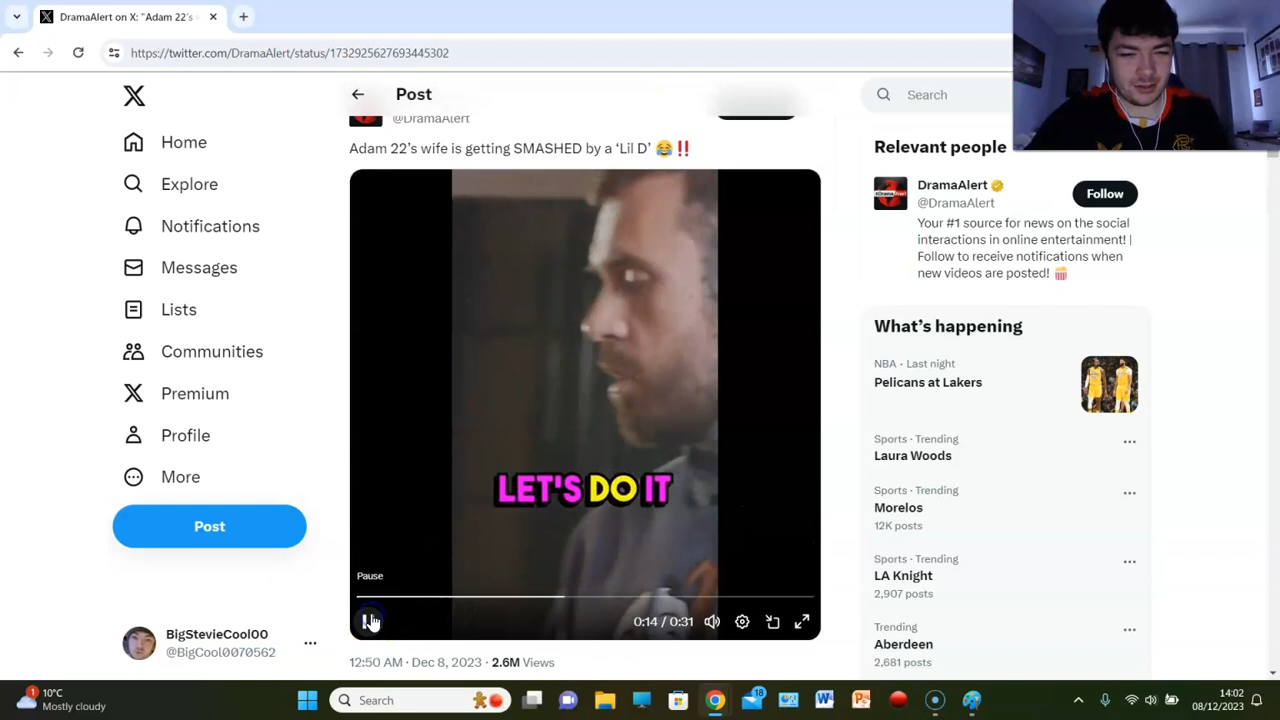 DramaAlert on X: "Adam 22's
https://twitter.com/DramaAlert/status/1732925627693445302
Home
Explore
Notifications
Messages
Lists
Communities
Premium
Profile
More
Post
BigStevieCool00
@BigCool0070562
Post
@DramaAlert
Adam 22's wife is getting SMASHED by a 'Lil D' 😂 ‼️
LET'S DO IT
Pause
0:14 / 0:31
12:50 AM · Dec 8, 2023 · 2.6M Views
Search
Relevant people
DramaAlert
@DramaAlert
Follow
Your #1 source for news on the social
interactions in online entertainment! |
Follow to receive notifications when
new videos are posted! 🍿
What's happening
NBA · Last night
Pelicans at Lakers
Sports · Trending
Laura Woods
Sports · Trending
Morelos
12K posts
Sports · Trending
LA Knight
2,907 posts
Trending
Aberdeen
2,681 posts
1
10°C
Mostly cloudy
Search
18
14:02
08/12/2023